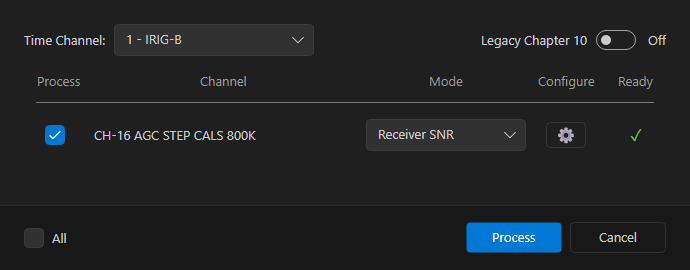 Time Channel: 1 - IRIG-B Legacy Chapter 10 Off
Process Channel Mode Configure Ready
CH-16 AGC STEP CALS 800K Receiver SNR
All Process Cancel